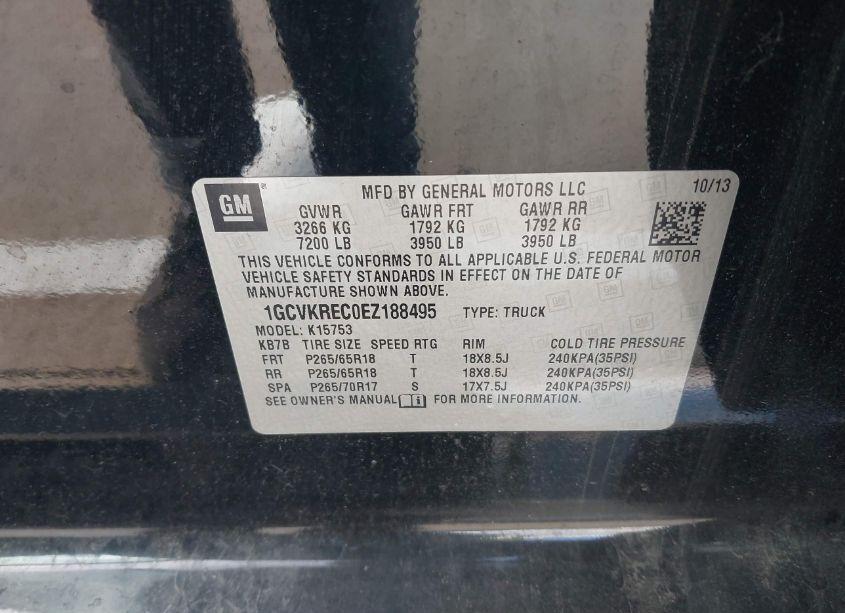 GM
MFD BY GENERAL MOTORS LLC 10/13
GVWR GAWR FRT GAWR RR
3266 KG 1792 KG 1792 KG
7200 LB 3950 LB 3950 LB
THIS VEHICLE CONFORMS TO ALL APPLICABLE U.S. FEDERAL MOTOR
VEHICLE SAFETY STANDARDS IN EFFECT ON THE DATE OF
MANUFACTURE SHOWN ABOVE.
1GCVKREC0EZ188495 TYPE: TRUCK
MODEL: K15753
KB7B TIRE SIZE SPEED RTG RIM COLD TIRE PRESSURE
FRT P265/65R18 T 18X8.5J 240KPA(35PSI)
RR P265/65R18 T 18X8.5J 240KPA(35PSI)
SPA P265/70R17 S 17X7.5J 240KPA(35PSI)
SEE OWNER'S MANUAL FOR MORE INFORMATION.